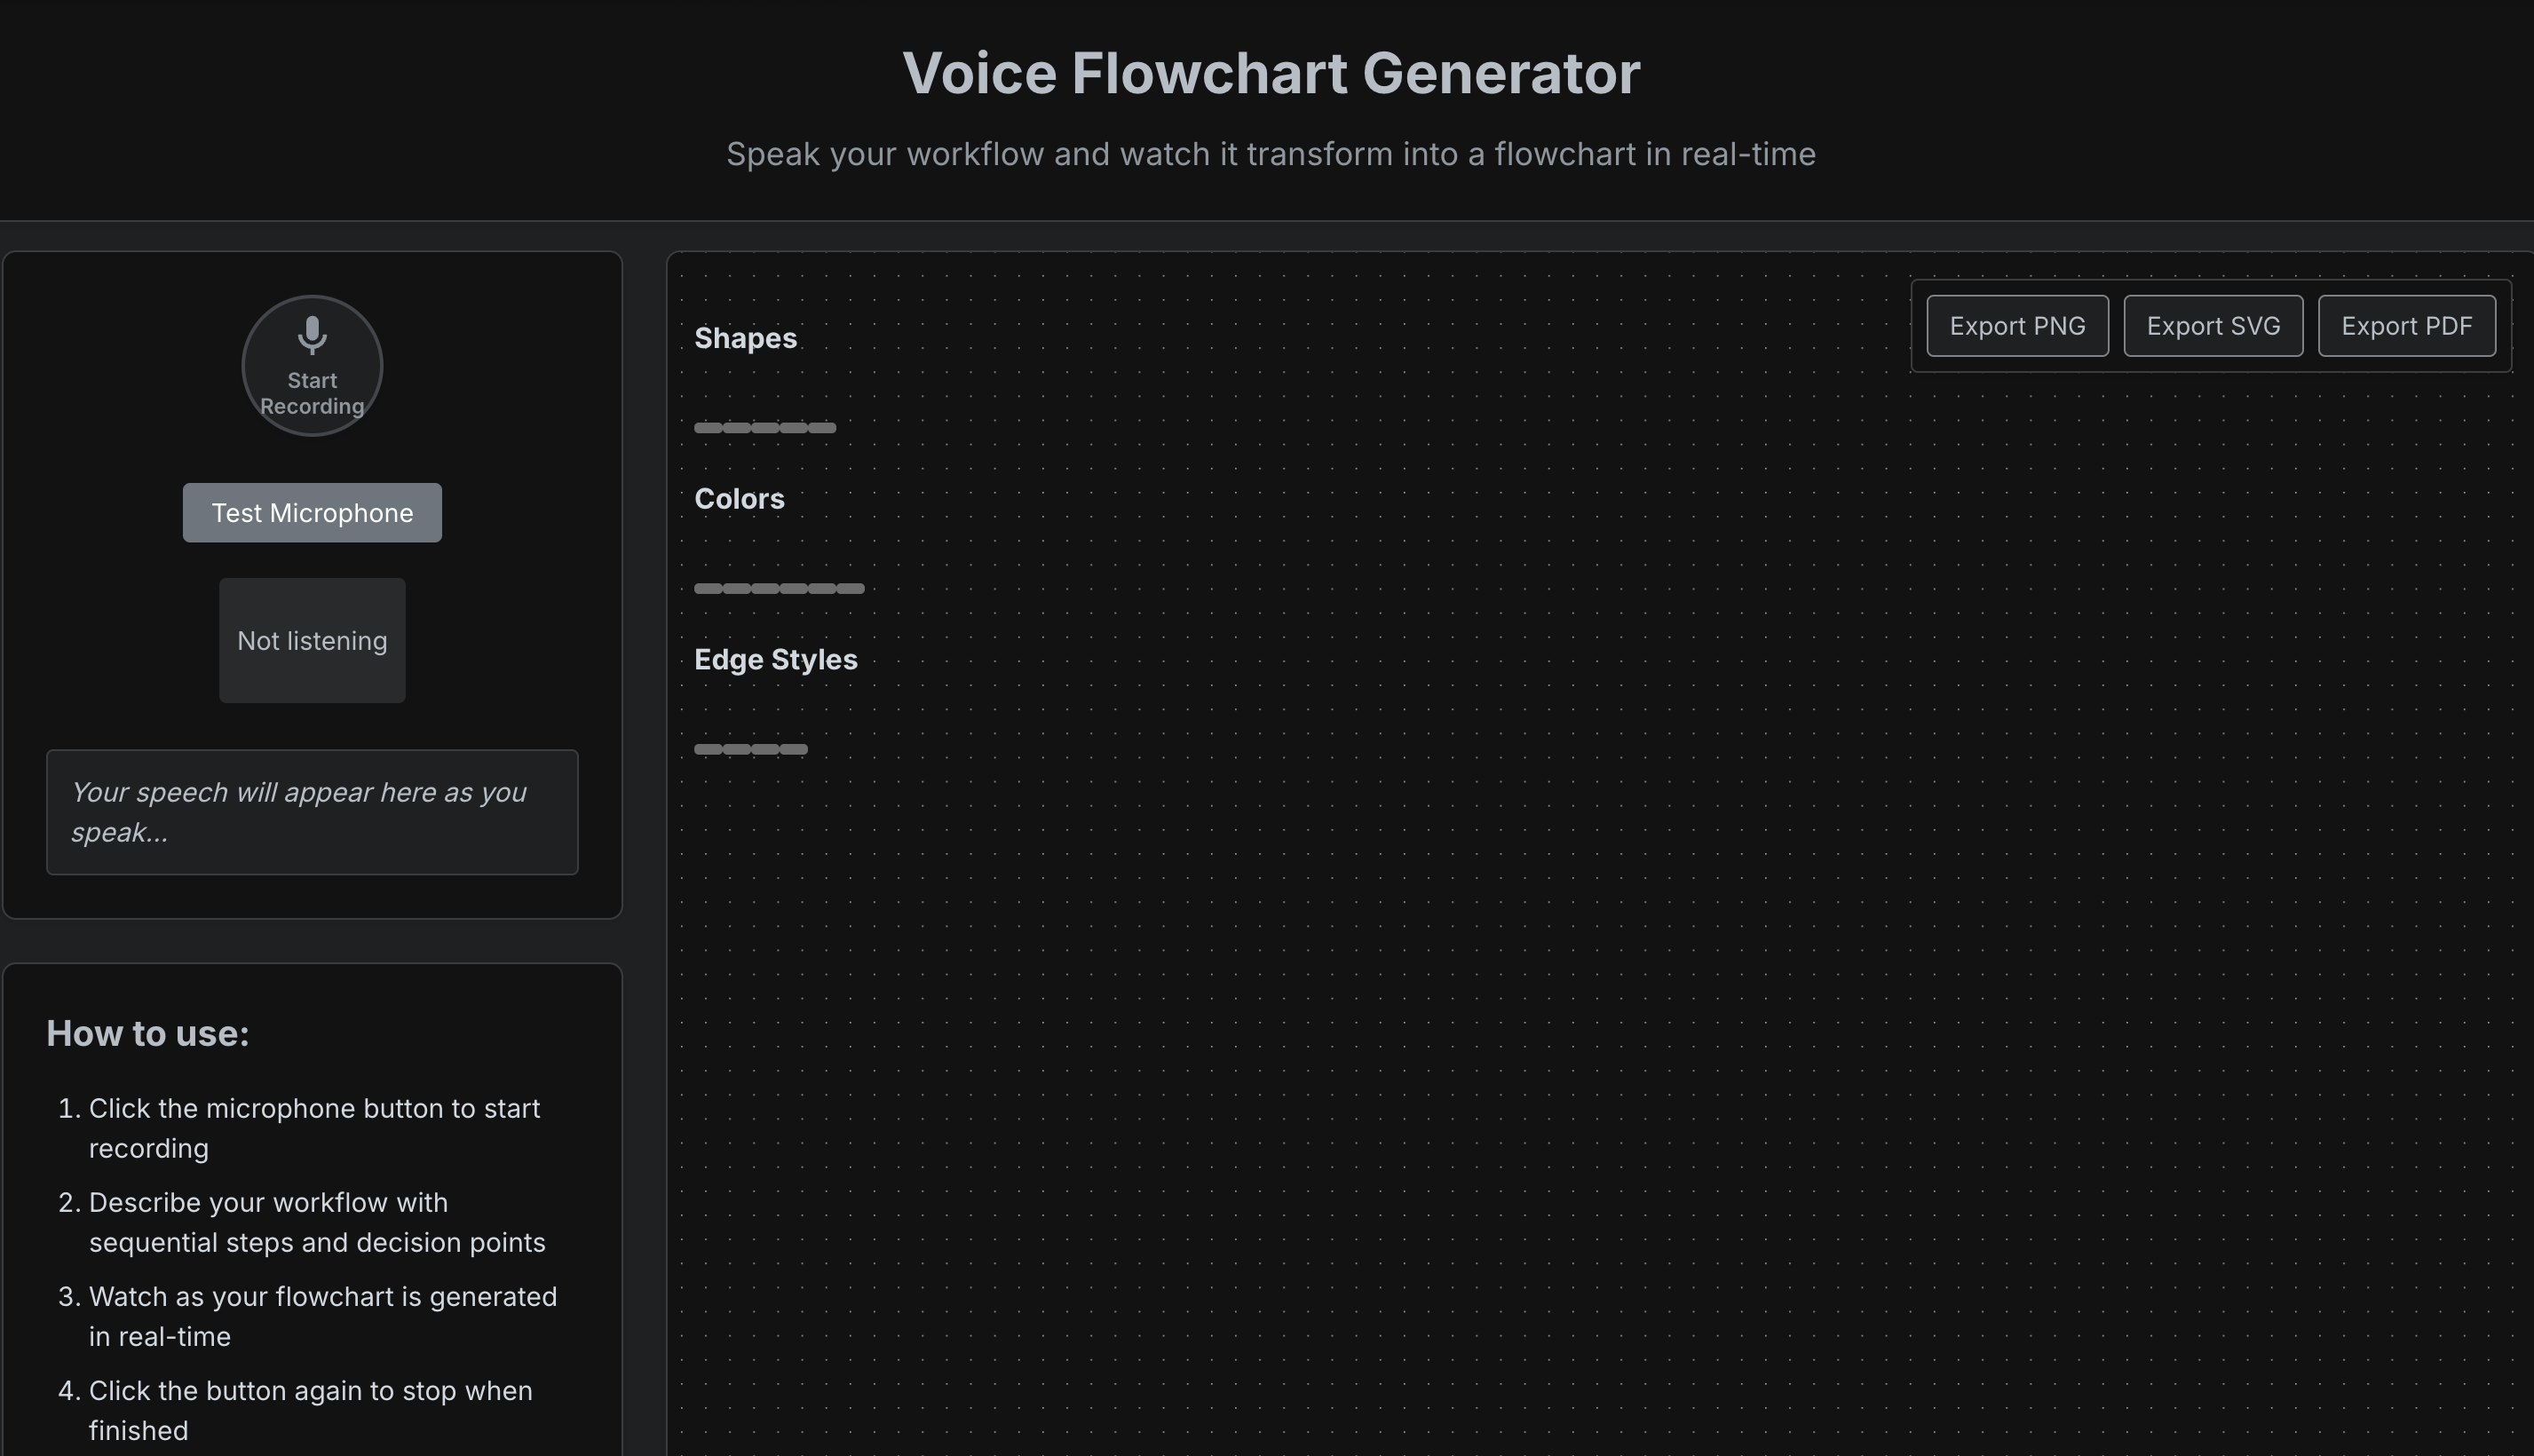 Voice Flowchart Generator
Speak your workflow and watch it transform into a flowchart in real-time
Start
Recording
Test Microphone
Not listening
Your speech will appear here as you
speak...
How to use:
1. Click the microphone button to start
recording
2. Describe your workflow with
sequential steps and decision points
3. Watch as your flowchart is generated
in real-time
4. Click the button again to stop when
finished
Shapes
Colors
Edge Styles
Export PNG
Export SVG
Export PDF